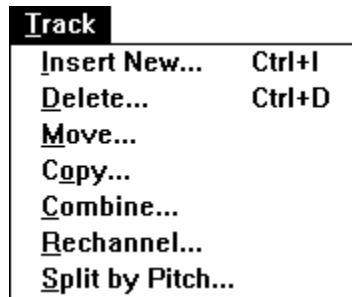 Track
Insert New... Ctrl+I
Delete... Ctrl+D
Move...
Copy...
Combine...
Rechannel...
Split by Pitch...